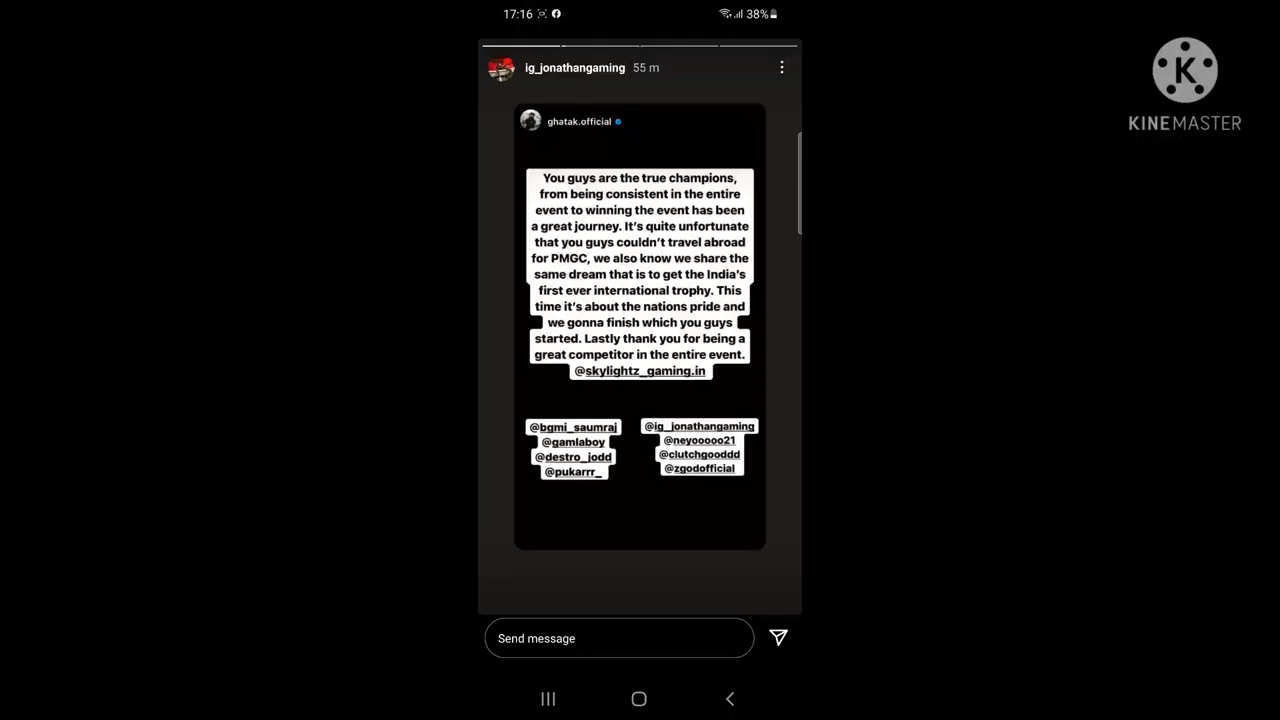 17:16
38%
ig_jonathangaming 55 m
ghatak.official
You guys are the true champions,
from being consistent in the entire
event to winning the event has been
a great journey. It's quite unfortunate
that you guys couldn't travel abroad
for PMGC, we also know we share the
same dream that is to get the India's
first ever international trophy. This
time it's about the nations pride and
we gonna finish which you guys
started. Lastly thank you for being a
great competitor in the entire event.
@skylightz_gaming.in
@bgmi_saumraj
@gamlaboy
@destro_jodd
@pukarrr_
@ig_jonathangaming
@neyooooo21
@clutchgooddd
@zgodofficial
Send message
K
KINEMASTER